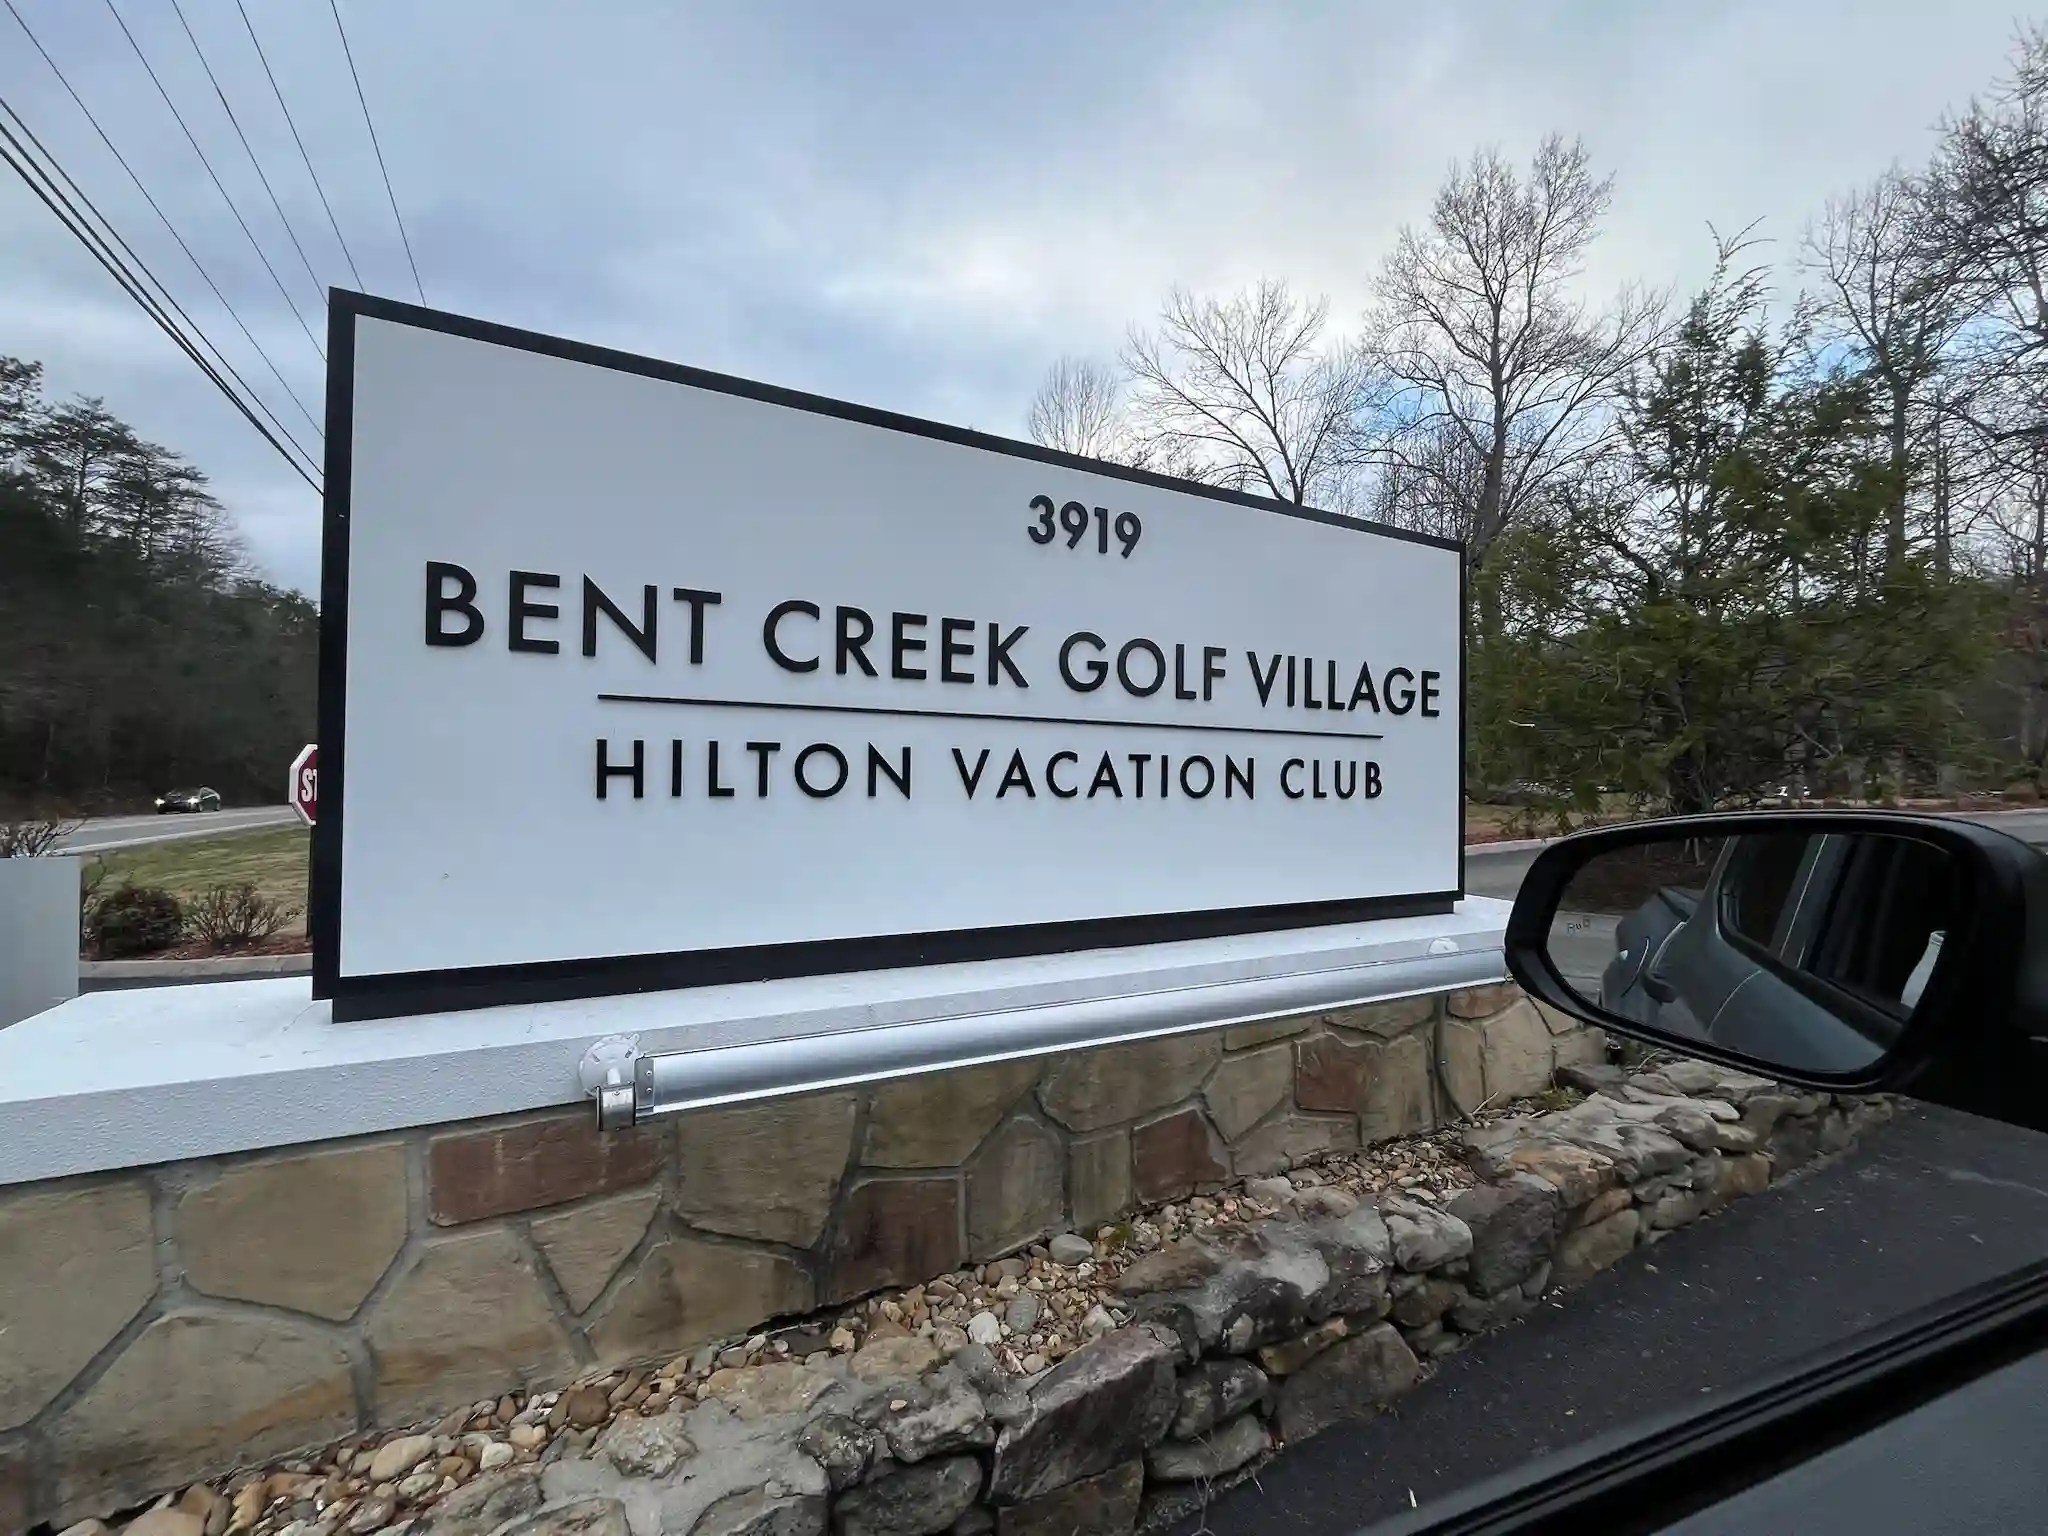 3919
BENT CREEK GOLF VILLAGE
HILTON VACATION CLUB